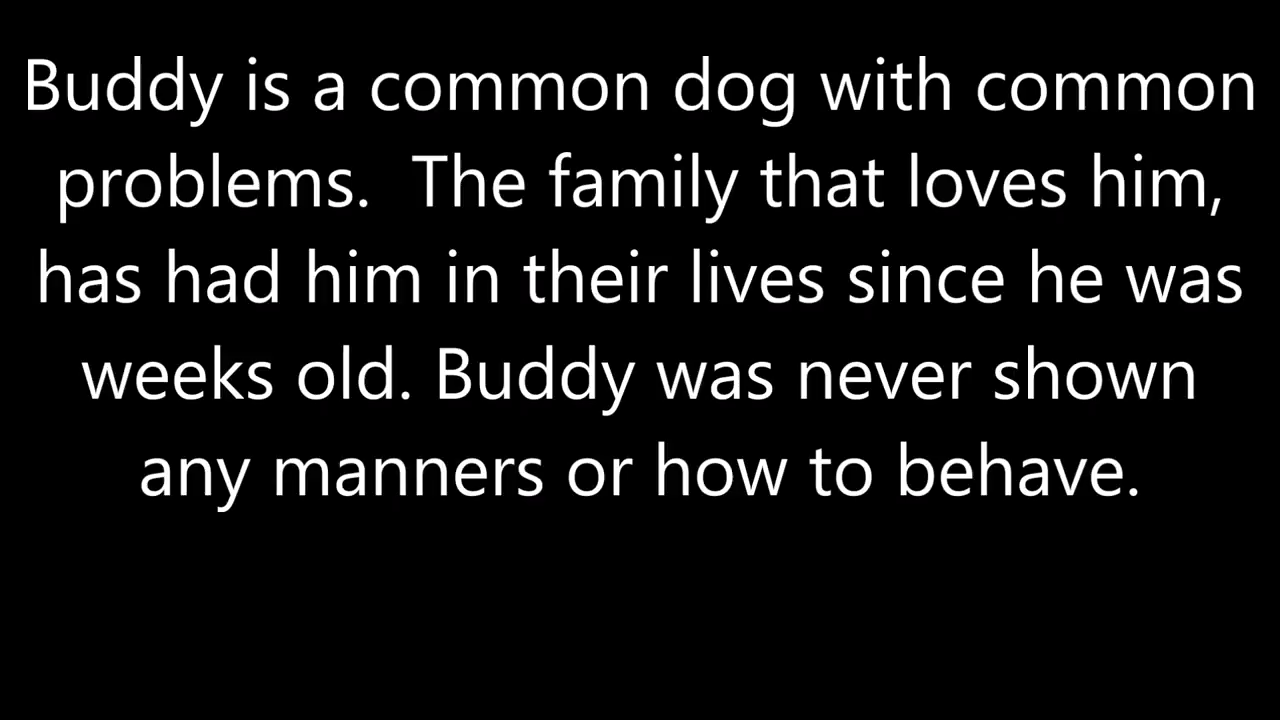 Buddy is a common dog with common
problems.  The family that loves him,
has had him in their lives since he was
weeks old. Buddy was never shown
any manners or how to behave.